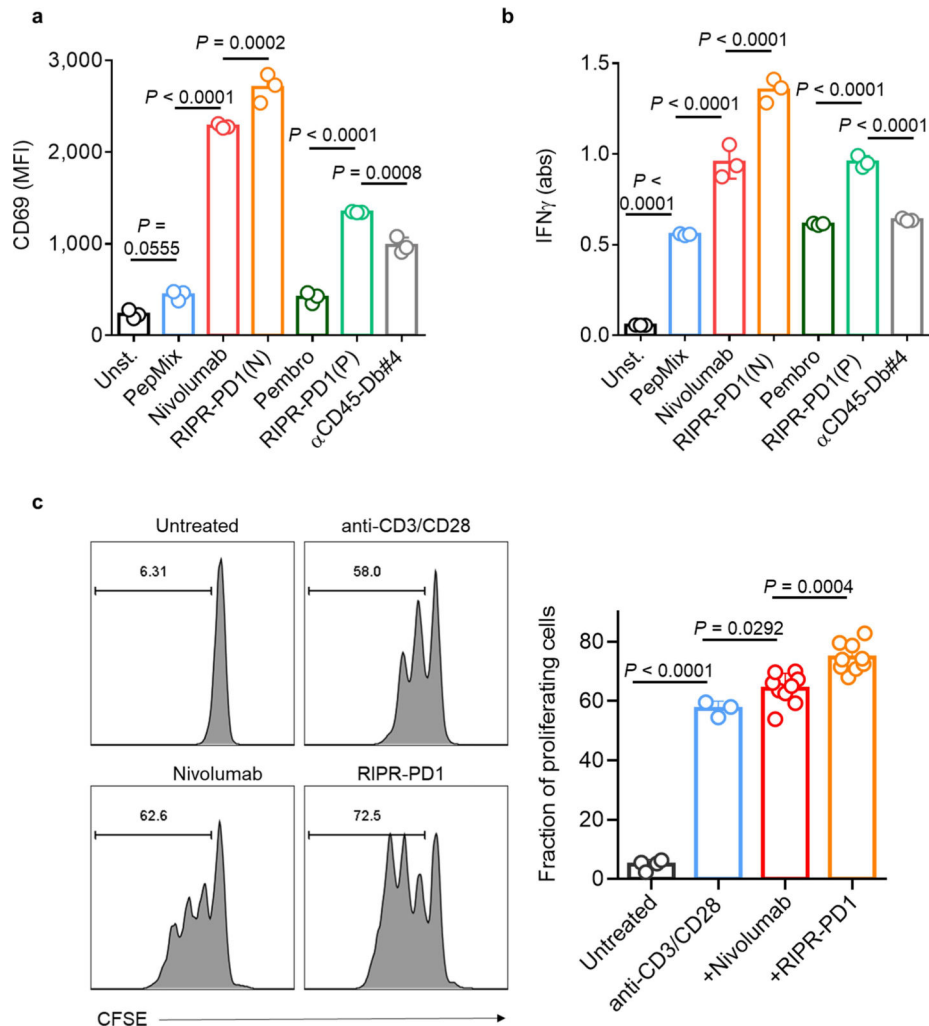 a
CD69 (MFI)
3,000
2,000
1,000
0
P = 0.0002
P < 0.0001
P < 0.0001
P = 0.0008
P =
0.0555
Unst.
PepMix
Nivolumab
RIPR-PD1(N)
Pembro
RIPR-PD1(P)
αCD45-Db#4
b
IFNγ (abs)
1.5
1.0
0.5
0.0
P < 0.0001
P < 0.0001
P < 0.0001
P < 0.0001
P <
0.0001
Unst.
PepMix
Nivolumab
RIPR-PD1(N)
Pembro
RIPR-PD1(P)
αCD45-Db#4
c
Untreated
6.31
anti-CD3/CD28
58.0
Nivolumab
62.6
RIPR-PD1
72.5
CFSE
Fraction of proliferating cells
80
60
40
20
0
P = 0.0004
P = 0.0292
P < 0.0001
Untreated
anti-CD3/CD28
+Nivolumab
+RIPR-PD1